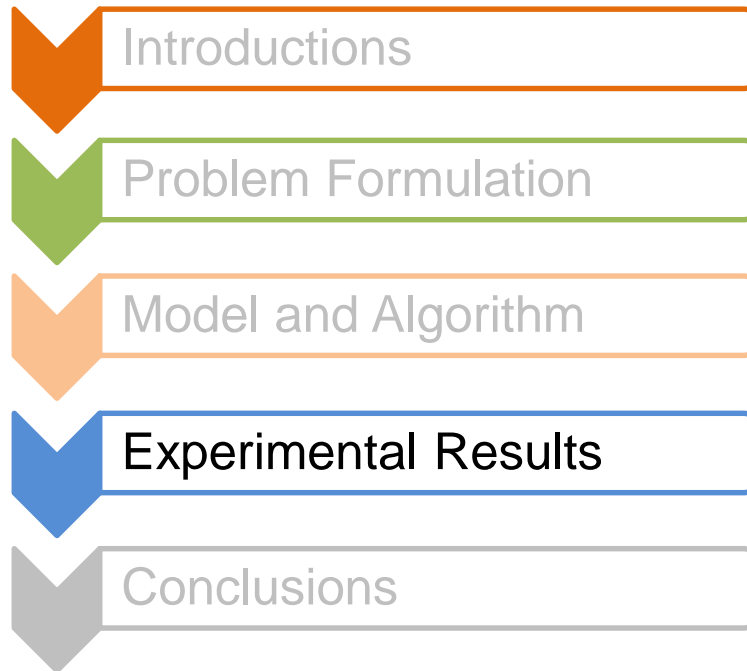 Introductions
Problem Formulation
Model and Algorithm
Experimental Results
Conclusions